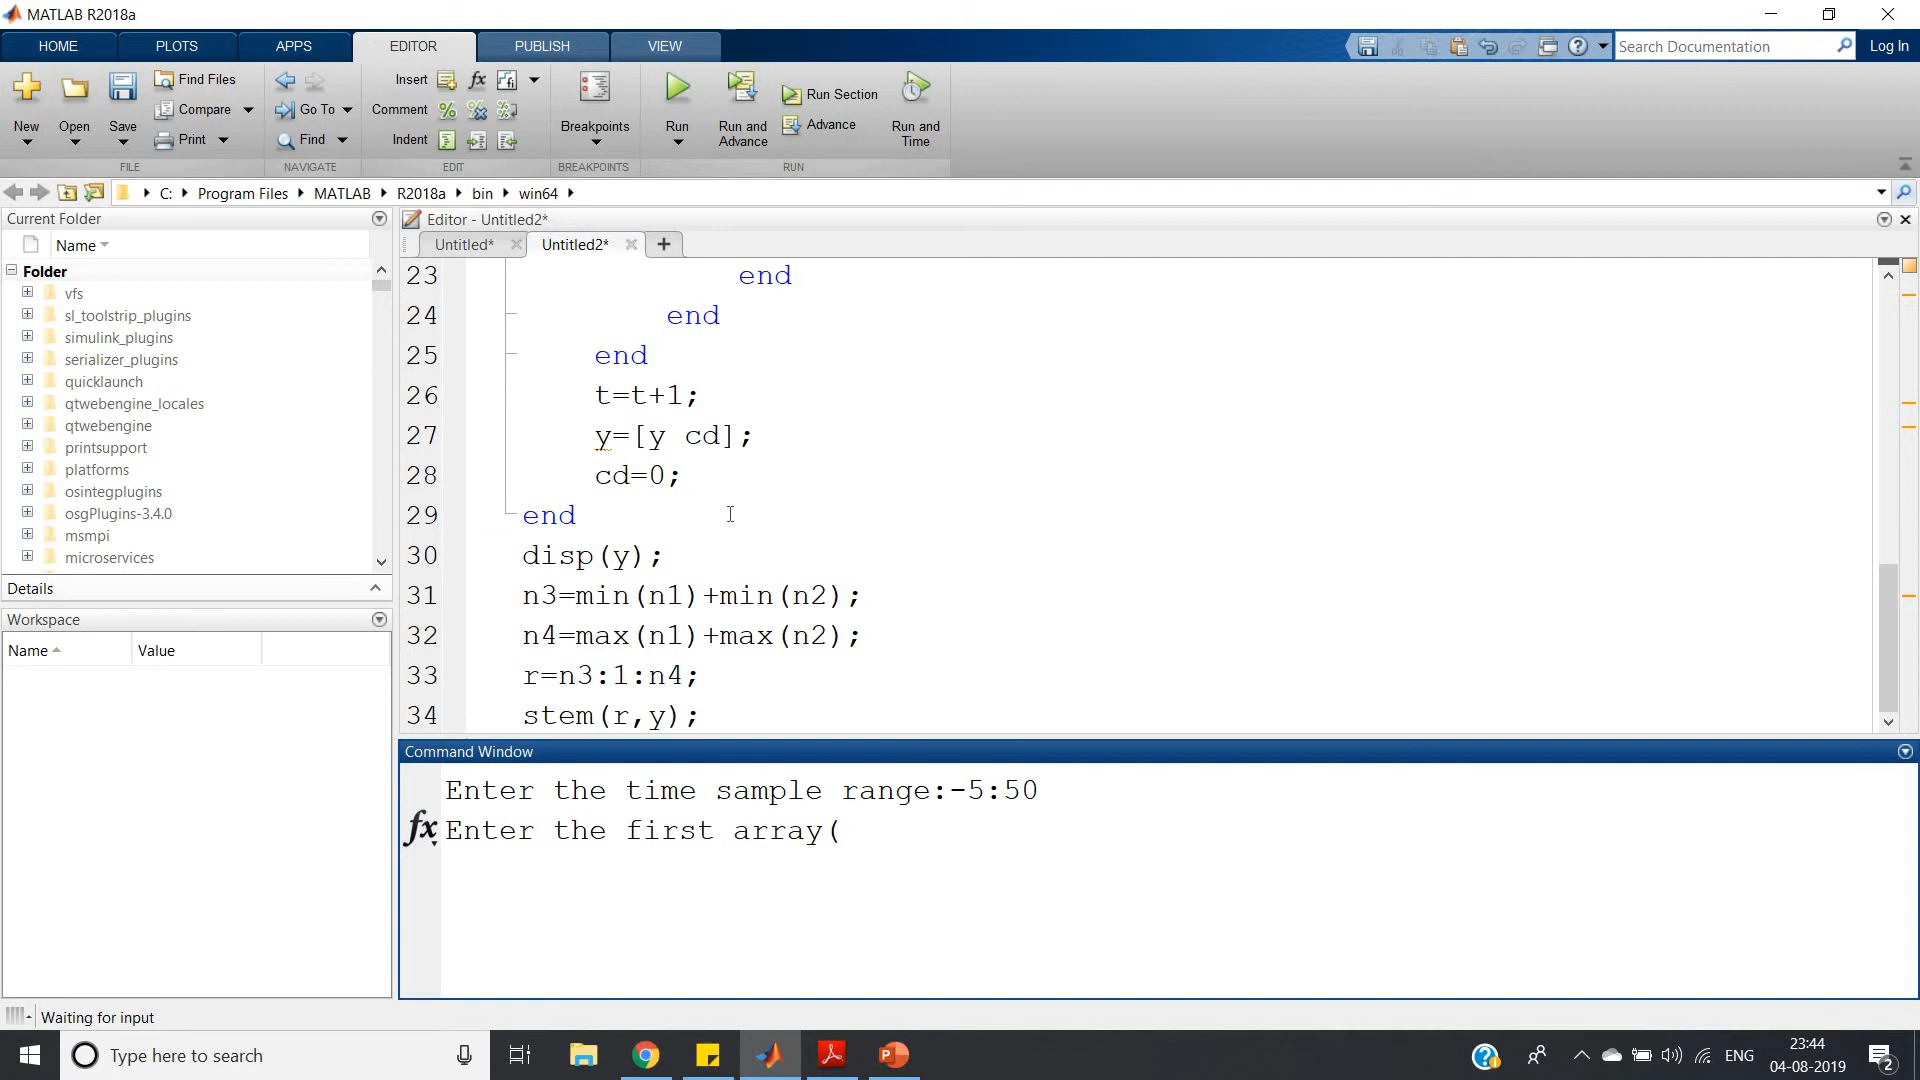 MATLAB R2018a
HOME PLOTS APPS EDITOR PUBLISH VIEW Search Documentation Log In
Find Files Insert fx Run Section
Compare Go To Comment Advance
New Open Save Print Find Indent Breakpoints Run Run and Advance Run and Time
FILE NAVIGATE EDIT BREAKPOINTS RUN
C: Program Files MATLAB R2018a bin win64
Current Folder
Name
Folder
vfs
sl_toolstrip_plugins
simulink_plugins
serializer_plugins
quicklaunch
qtwebengine_locales
qtwebengine
printsupport
platforms
osintegplugins
osgPlugins-3.4.0
msmpi
microservices
Details
Workspace
Name Value
Editor - Untitled2*
Untitled* Untitled2* +
23 end
24 end
25 end
26 t=t+1;
27 y=[y cd];
28 cd=0;
29 end
30 disp(y);
31 n3=min(n1)+min(n2);
32 n4=max(n1)+max(n2);
33 r=n3:1:n4;
34 stem(r,y);
Command Window
Enter the time sample range:-5:50
fx Enter the first array(
Waiting for input
Type here to search
ENG
23:44
04-08-2019
2